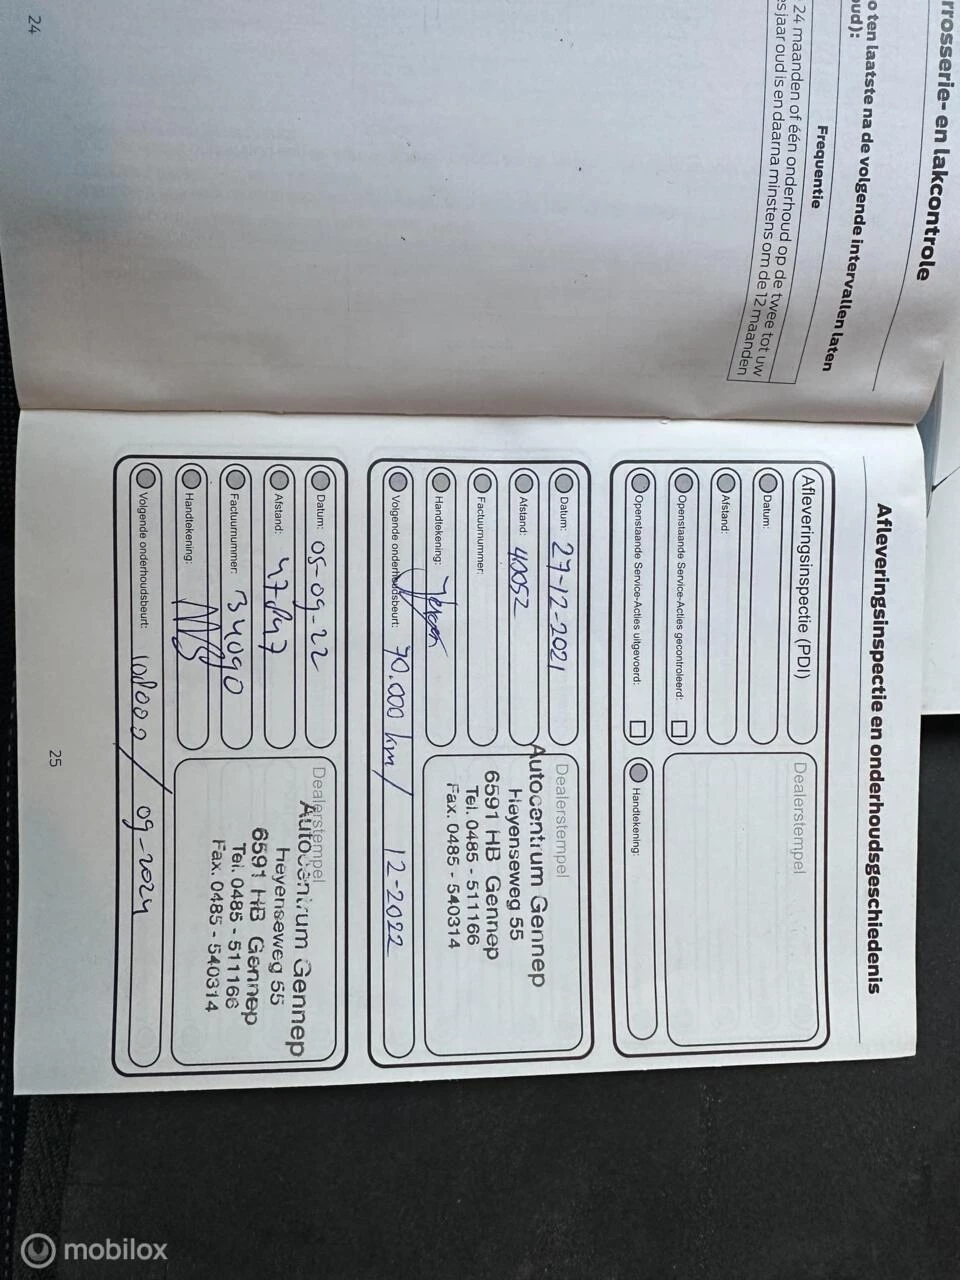 rrosserie- en lakcontrole
o ten laatste na de volgende intervallen laten
oud):
Frequentie
24 maanden of één onderhoud op de twee tot uw
es jaar oud is en daarna minstens om de 12 maanden
24
Afleveringsinspectie en onderhoudsgeschiedenis
Afleveringsinspectie (PDI)
Datum:
Afstand:
Openstaande Service-Acties gecontroleerd:
Openstaande Service-Acties uitgevoerd:
Dealerstempel
Handtekening:
Datum: 27-12-2021
Afstand: 40052
Factuurnummer:
Handtekening:
Volgende onderhoudsbeurt: 70.000 km / 12-2022
Dealerstempel
Autocentrum Gennep
Heyenseweg 55
6591 HB Gennep
Tel. 0485 - 511166
Fax. 0485 - 540314
Datum: 05-09-22
Afstand:
Factuurnummer: 34090
Handtekening:
Volgende onderhoudsbeurt: / 09-2024
Dealerstempel
Autocentrum Gennep
Heyenseweg 55
6591 HB Gennep
Tel. 0485 - 511166
Fax. 0485 - 540314
25
mobilox